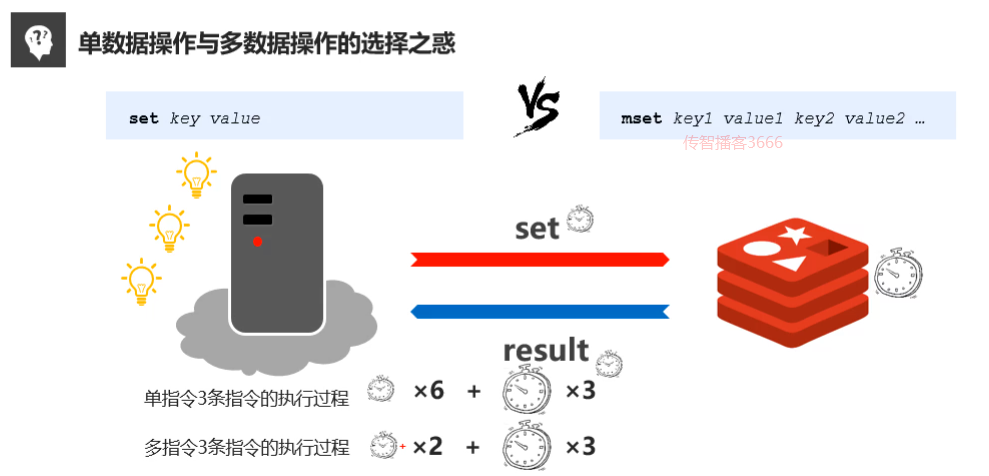 单数据操作与多数据操作的选择之惑
set key value
VS
mset key1 value1 key2 value2 …
传智播客3666
set
result
单指令3条指令的执行过程 ×6 + ×3
多指令3条指令的执行过程 + ×2 + ×3